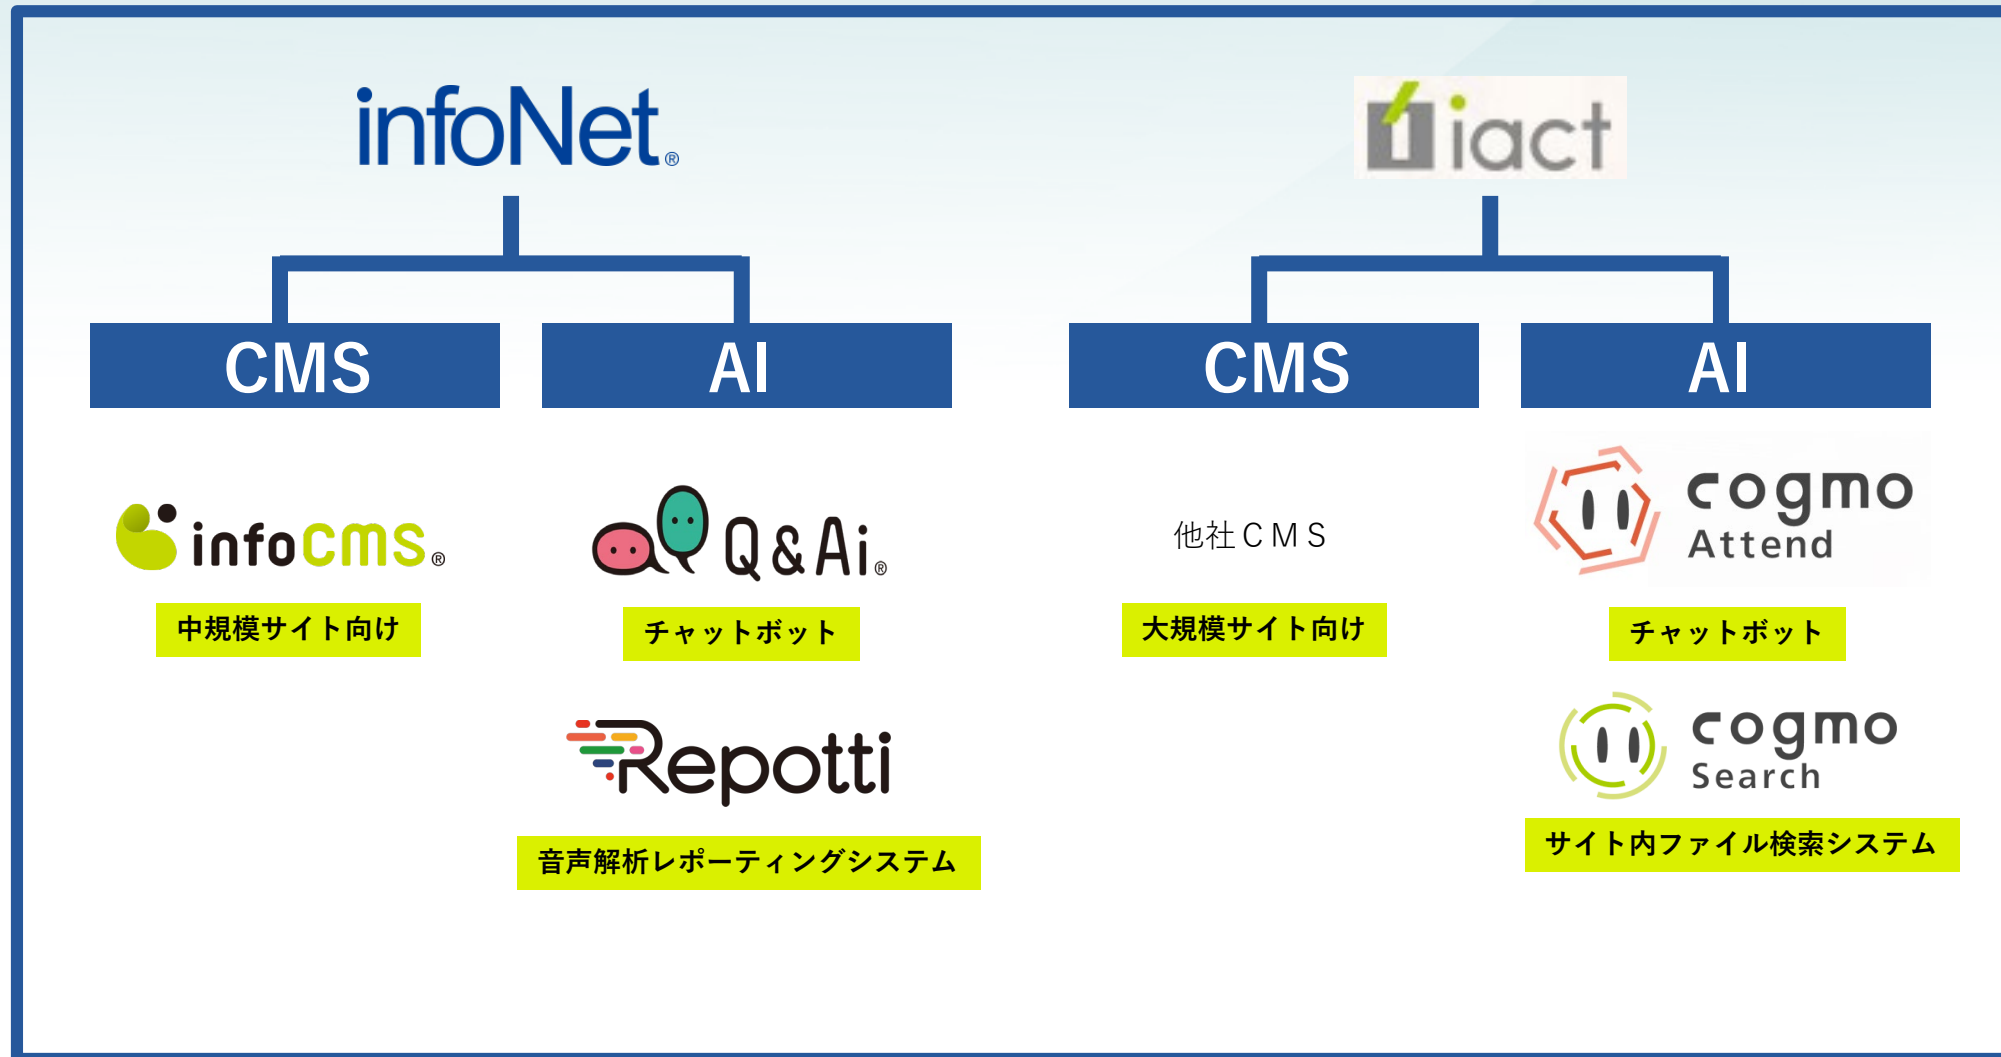 infoNet®
iact
CMS
AI
CMS
AI
infoCMS®
Q&Ai®
他社ＣＭＳ
cogmo
Attend
中規模サイト向け
チャットボット
大規模サイト向け
チャットボット
Repotti
cogmo
Search
音声解析レポーティングシステム
サイト内ファイル検索システム